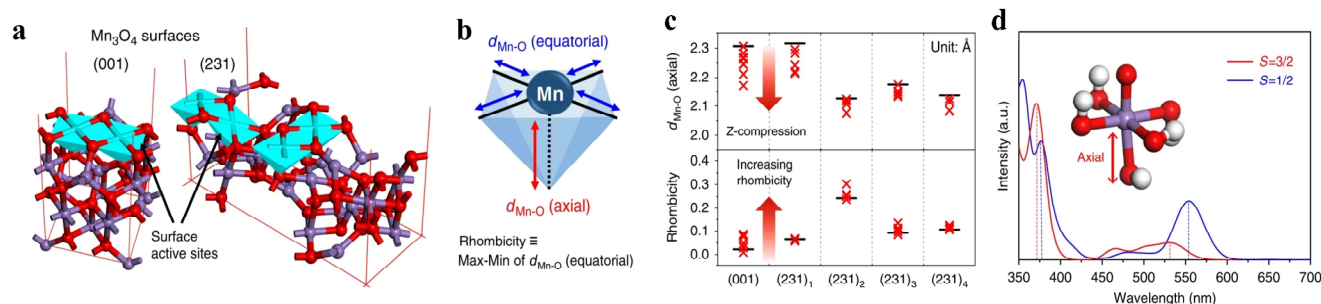 a
Mn₃O₄ surfaces
(001)
(231)
Surface
active sites
b
dMn-O (equatorial)
Mn
dMn-O (axial)
Rhombicity ≡
Max-Min of dMn-O (equatorial)
c
Unit: Å
dMn-O (axial)
2.3
2.2
2.1
2.0
Z-compression
Rhombicity
0.4
0.3
0.2
0.1
0.0
Increasing
rhombicity
(001)
(231)₁
(231)₂
(231)₃
(231)₄
d
S=3/2
S=1/2
Axial
Intensity (a.u.)
350 400 450 500 550 600 650 700
Wavelength (nm)